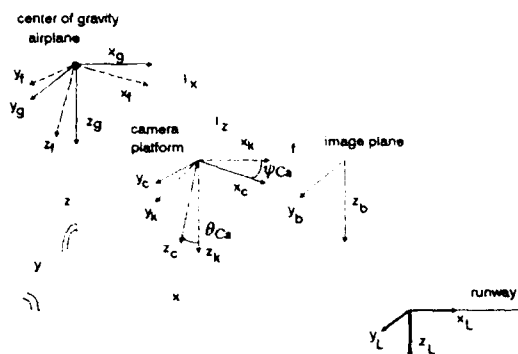 center of gravity
airplane
x_g
y_f
x_f
l_x
y_g
z_g
z_f
l_z
camera
platform
x_k
f
image plane
ψ_Ca
y_c
x_c
y_k
y_b
z_b
z
θ_Ca
z_c
z_k
y
x
runway
x_L
y_L
z_L